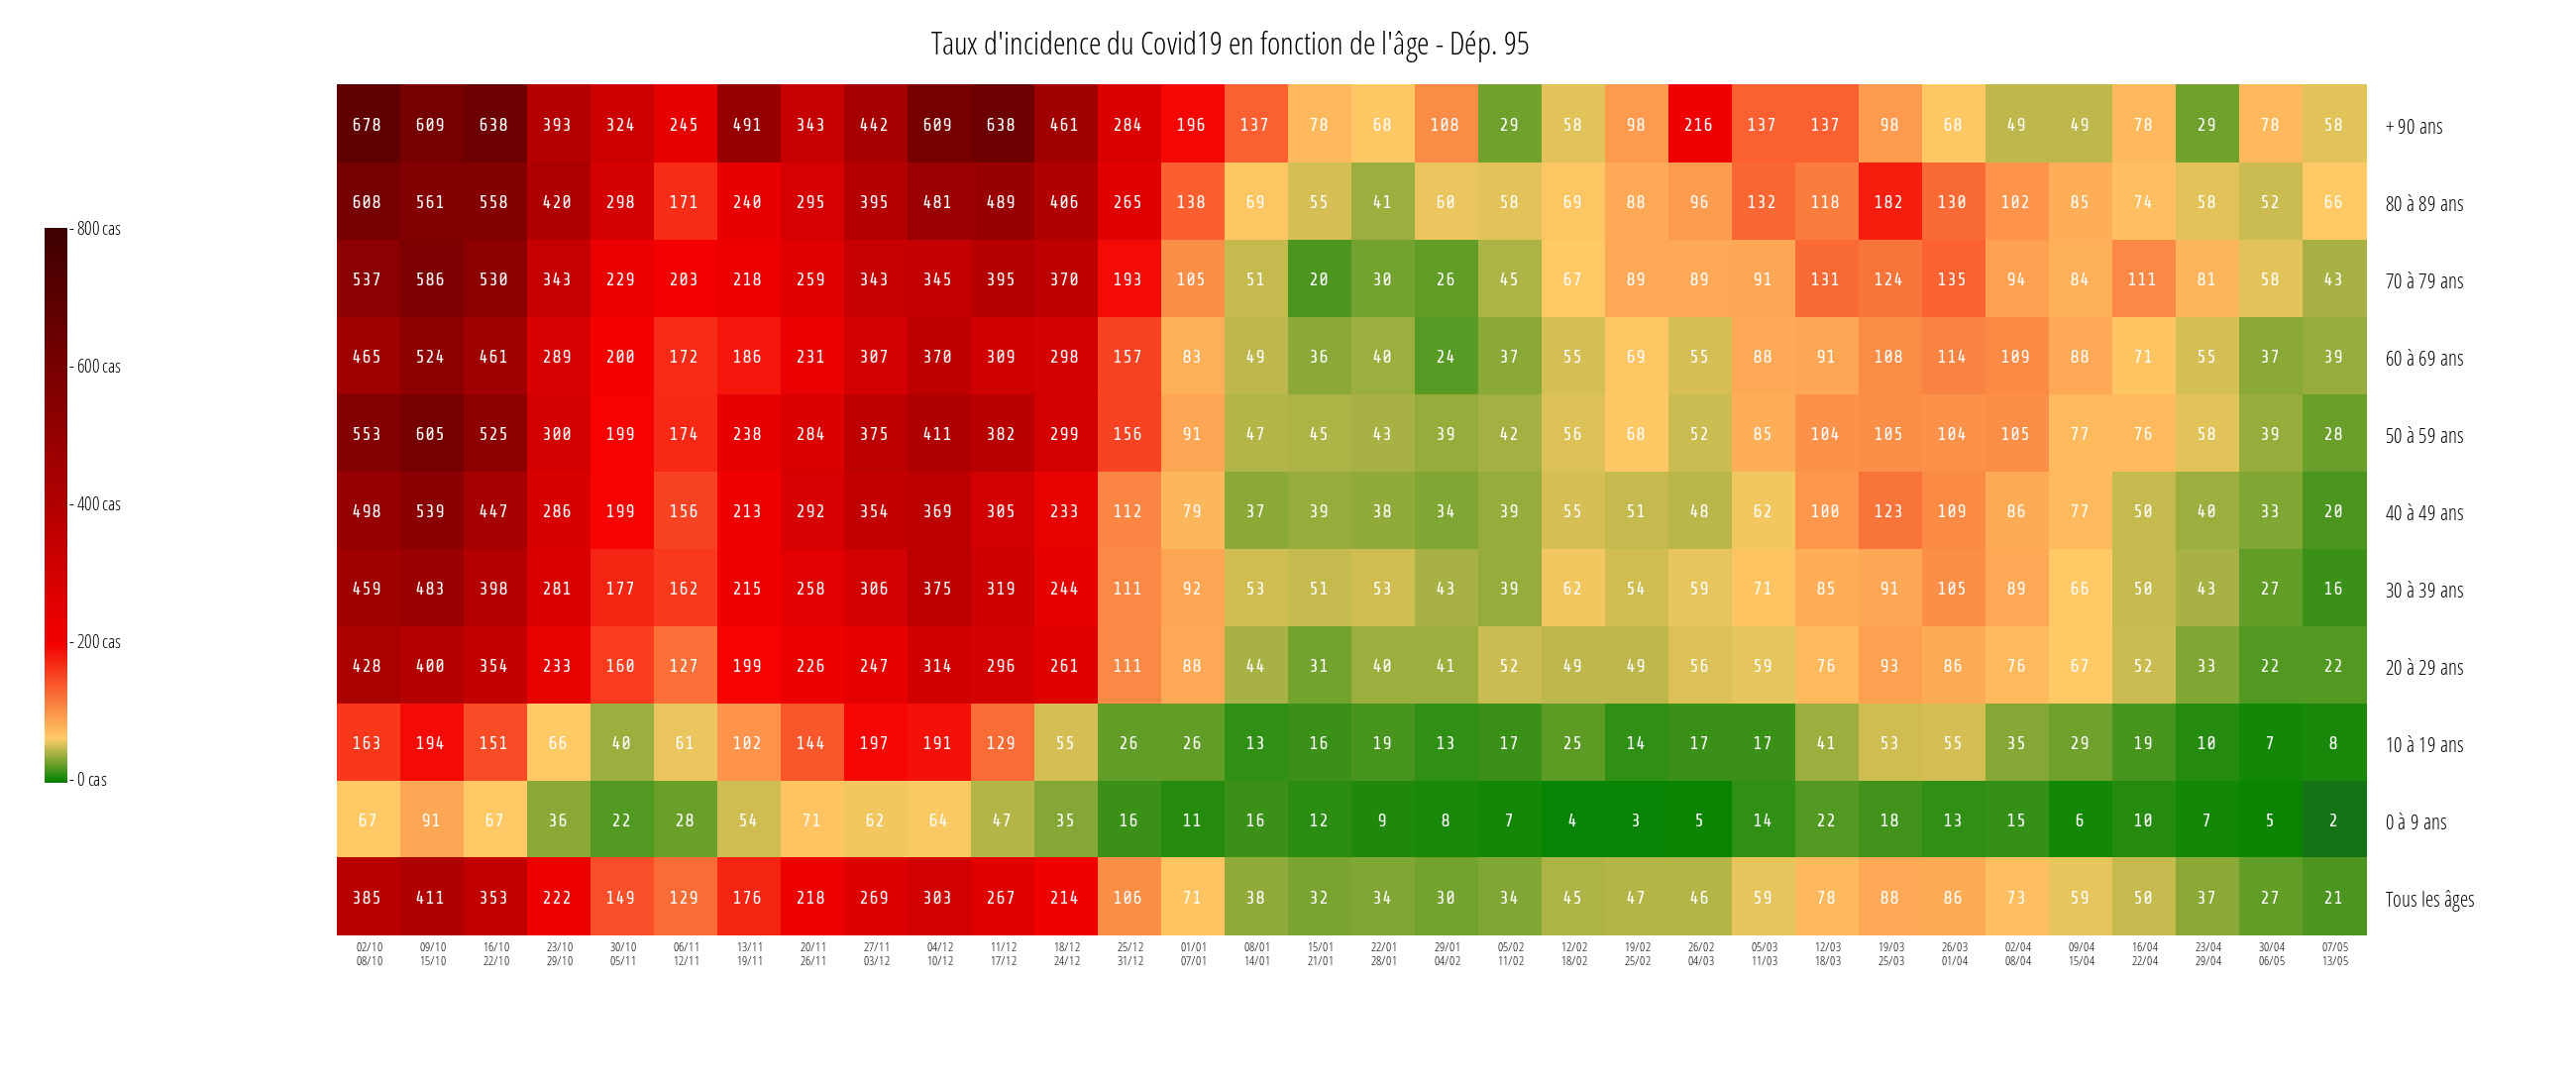 Taux d'incidence du Covid19 en fonction de l'âge - Dép. 95
- 800 cas
- 600 cas
- 400 cas
- 200 cas
- 0 cas
678 609 638 393 324 245 491 343 442 609 638 461 284 196 137 78 68 108 29 58 98 216 137 137 98 68 49 49 78 29 78 58 + 90 ans
608 561 558 420 298 171 240 295 395 481 489 406 265 138 69 55 41 60 58 69 88 96 132 118 182 130 102 85 74 58 52 66 80 à 89 ans
537 586 530 343 229 203 218 259 343 345 395 370 193 105 51 20 30 26 45 67 89 89 91 131 124 135 94 84 111 81 58 43 70 à 79 ans
465 524 461 289 200 172 186 231 307 370 309 298 157 83 49 36 40 24 37 55 69 55 88 91 108 114 109 88 71 55 37 39 60 à 69 ans
553 605 525 300 199 174 238 284 375 411 382 299 156 91 47 45 43 39 42 56 68 52 85 104 105 104 105 77 76 58 39 28 50 à 59 ans
498 539 447 286 199 156 213 292 354 369 305 233 112 79 37 39 38 34 39 55 51 48 62 100 123 109 86 77 50 40 33 20 40 à 49 ans
459 483 398 281 177 162 215 258 306 375 319 244 111 92 53 51 53 43 39 62 54 59 71 85 91 105 89 66 50 43 27 16 30 à 39 ans
428 400 354 233 160 127 199 226 247 314 296 261 111 88 44 31 40 41 52 49 49 56 59 76 93 86 76 67 52 33 22 22 20 à 29 ans
163 194 151 66 40 61 102 144 197 191 129 55 26 26 13 16 19 13 17 25 14 17 17 41 53 55 35 29 19 10 7 8 10 à 19 ans
67 91 67 36 22 28 54 71 62 64 47 35 16 11 16 12 9 8 7 4 3 5 14 22 18 13 15 6 10 7 5 2 0 à 9 ans
385 411 353 222 149 129 176 218 269 303 267 214 106 71 38 32 34 30 34 45 47 46 59 78 88 86 73 59 50 37 27 21 Tous les âges
02/10 09/10 16/10 23/10 30/10 06/11 13/11 20/11 27/11 04/12 11/12 18/12 25/12 01/01 08/01 15/01 22/01 29/01 05/02 12/02 19/02 26/02 05/03 12/03 19/03 26/03 02/04 09/04 16/04 23/04 30/04 07/05
08/10 15/10 22/10 29/10 05/11 12/11 19/11 26/11 03/12 10/12 17/12 24/12 31/12 07/01 14/01 21/01 28/01 04/02 11/02 18/02 25/02 04/03 11/03 18/03 25/03 01/04 08/04 15/04 22/04 29/04 06/05 13/05